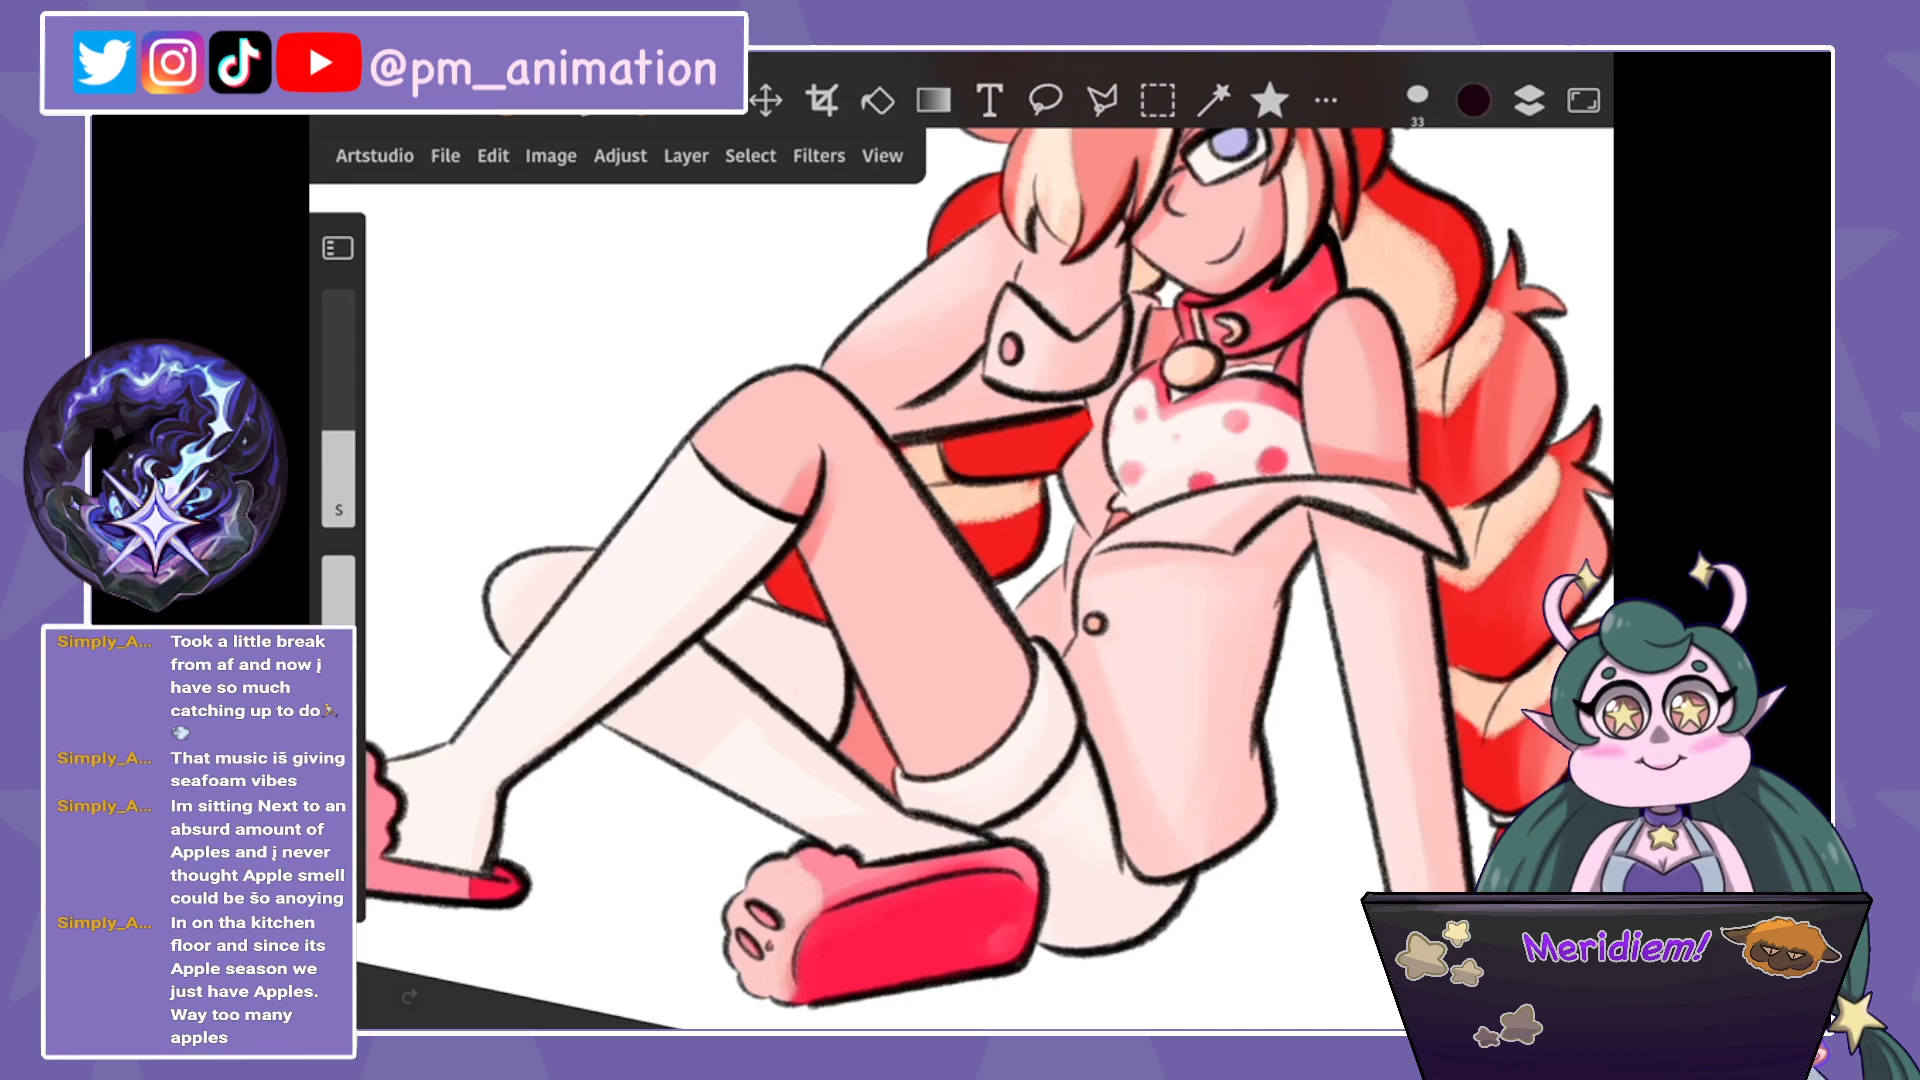 @pm_animation
33
Artstudio File Edit Image Adjust Layer Select Filters View
S
Simply_A... Took a little break
from af and now į
have so much
catching up to do
Simply_A... That music iš giving
seafoam vibes
Simply_A... Im sitting Next to an
absurd amount of
Apples and į never
thought Apple smell
could be šo anoying
Simply_A... In on tha kitchen
floor and since its
Apple season we
just have Apples.
Way too many
apples
Meridiem!